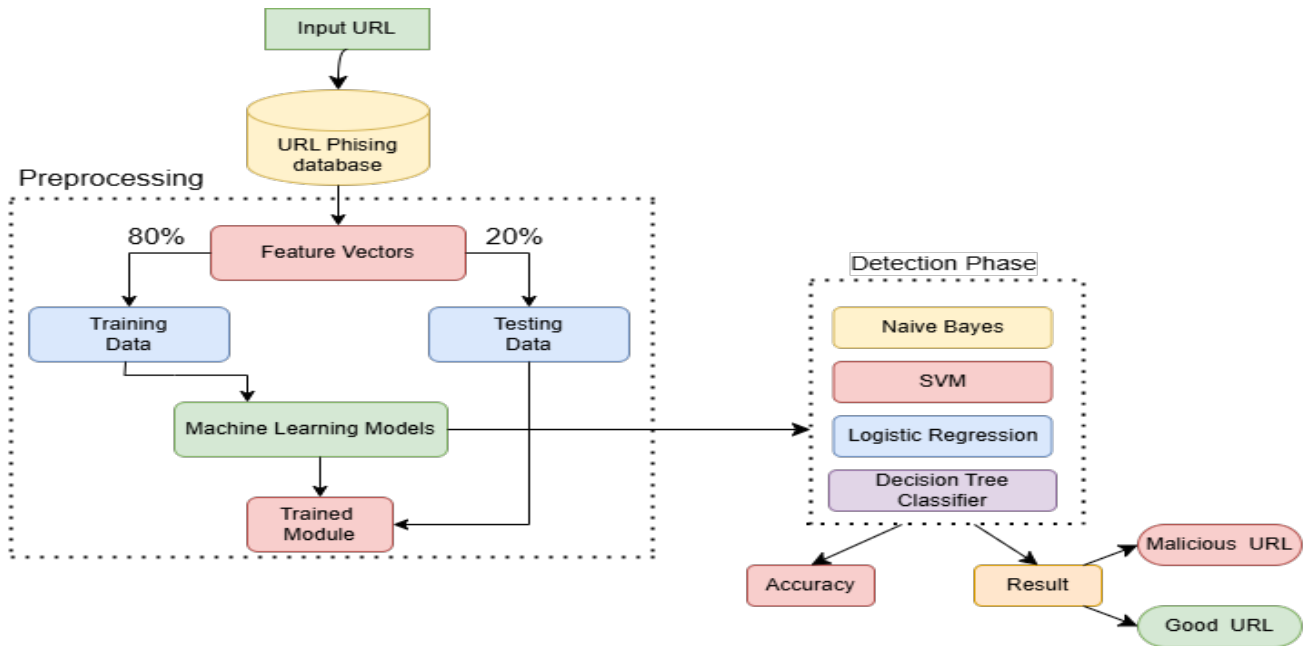 Input URL
URL Phising
database
Preprocessing
80%
Feature Vectors
20%
Training
Data
Testing
Data
Machine Learning Models
Trained
Module
Detection Phase
Naive Bayes
SVM
Logistic Regression
Decision Tree
Classifier
Accuracy
Result
Malicious URL
Good URL